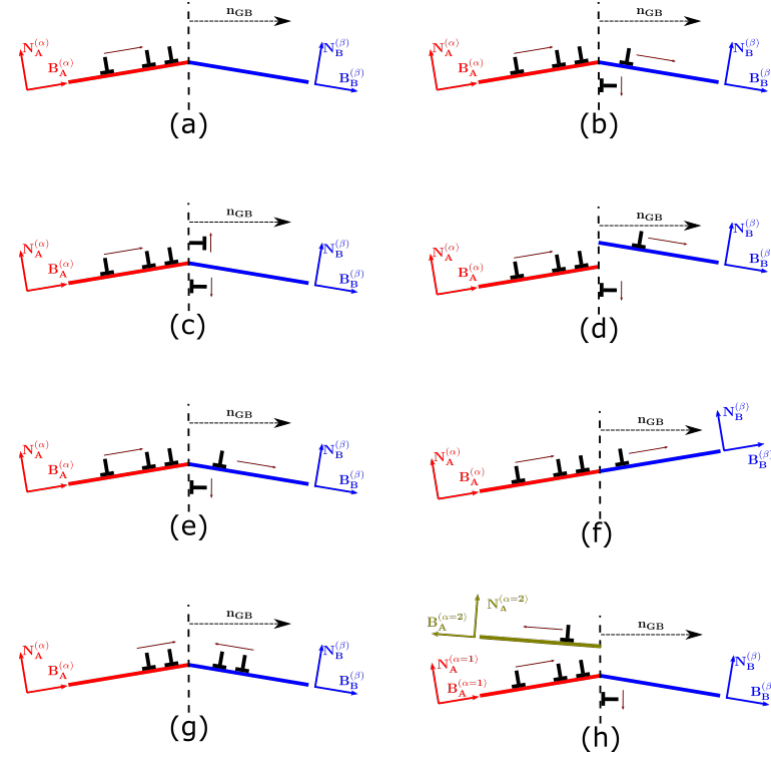 n_GB n_GB
N_A^(α) B_A^(α) N_B^(β) B_B^(β) N_A^(α) B_A^(α) N_B^(β) B_B^(β)
(a) (b)
n_GB n_GB
N_A^(α) B_A^(α) N_B^(β) B_B^(β) N_A^(α) B_A^(α) N_B^(β) B_B^(β)
(c) (d)
n_GB n_GB
N_A^(α) B_A^(α) N_B^(β) B_B^(β) N_A^(α) B_A^(α) N_B^(β) B_B^(β)
(e) (f)
n_GB
N_A^(α) B_A^(α) N_B^(β) B_B^(β)
(g)
N_A^(α=2)
B_A^(α=2) n_GB
N_A^(α=1) B_A^(α=1) N_B^(β) B_B^(β)
(h)